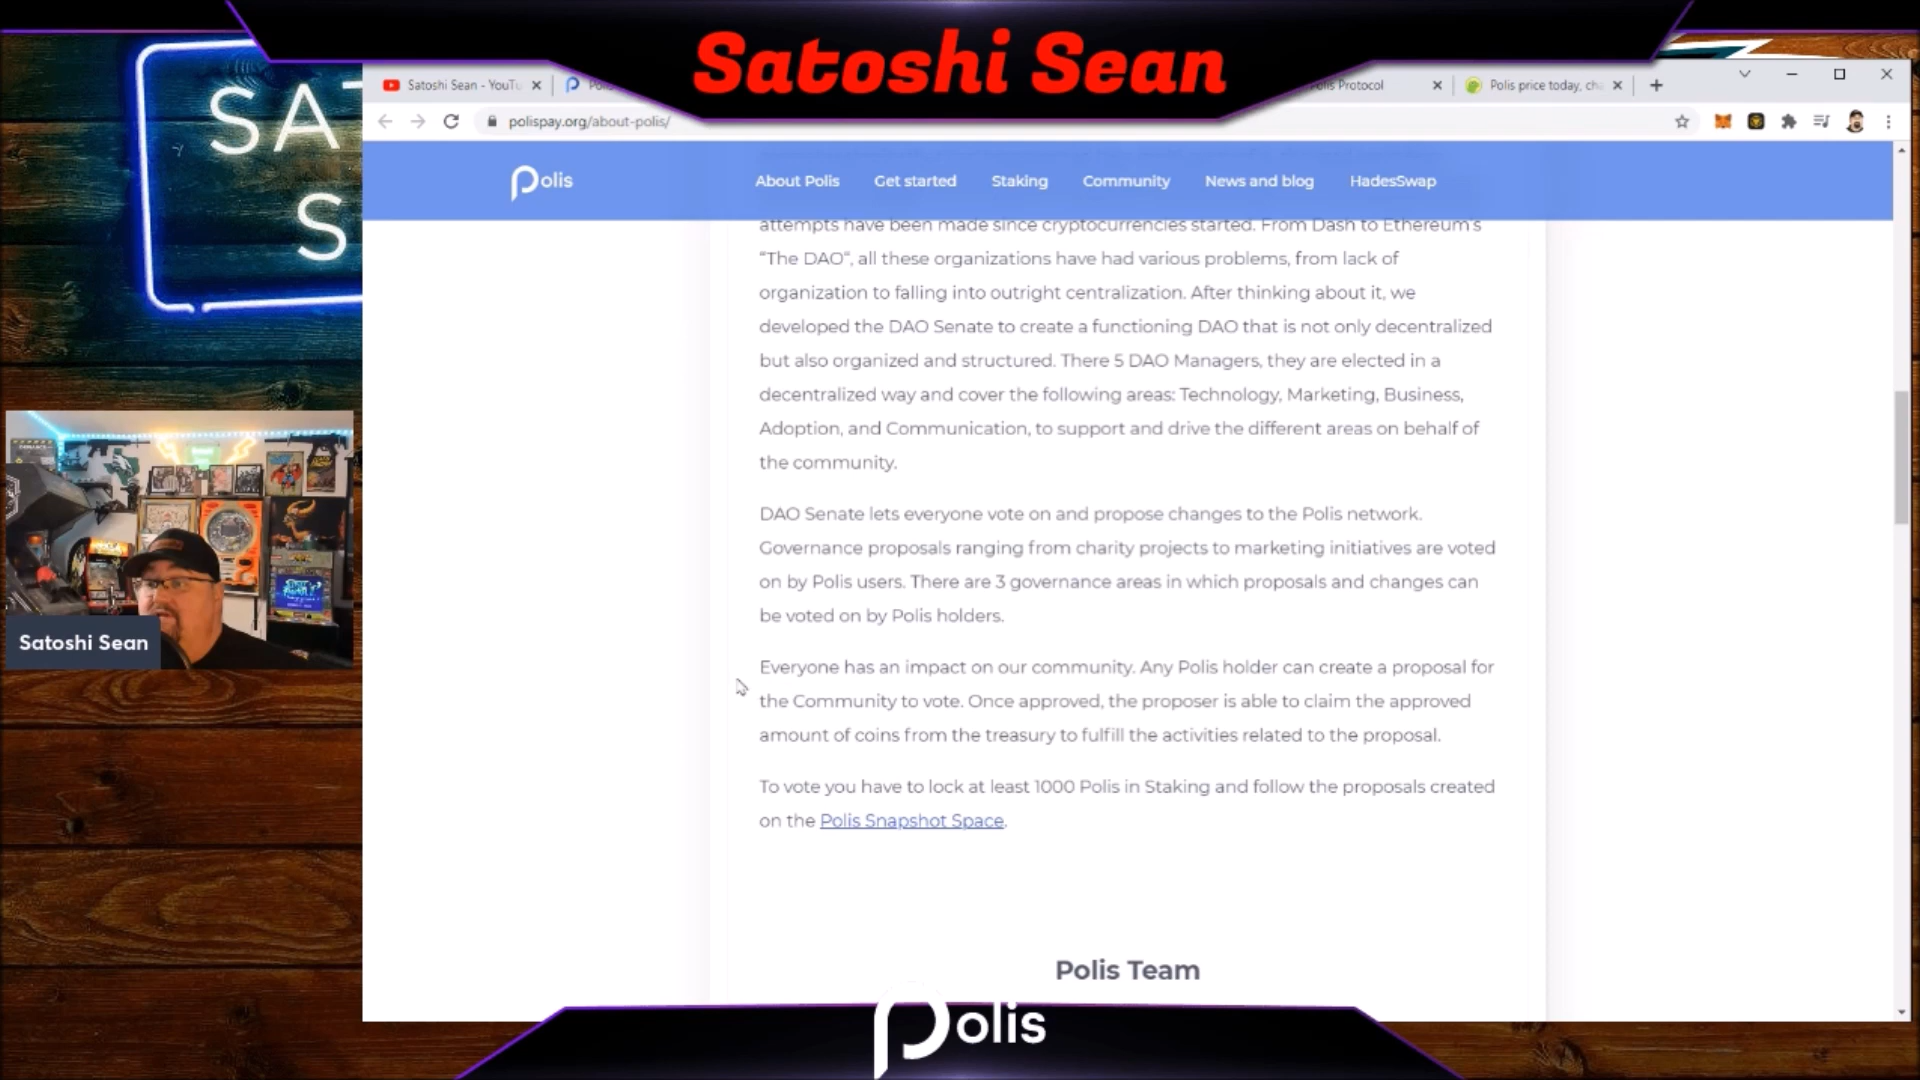 Satoshi Sean
SAT
S
Satoshi Sean - YouTu
Polis Protocol
Polis price today, cha
polispay.org/about-polis/
Polis
About Polis
Get started
Staking
Community
News and blog
HadesSwap
attempts have been made since cryptocurrencies started. From Dash to Ethereum's
“The DAO“, all these organizations have had various problems, from lack of
organization to falling into outright centralization. After thinking about it, we
developed the DAO Senate to create a functioning DAO that is not only decentralized
but also organized and structured. There 5 DAO Managers, they are elected in a
decentralized way and cover the following areas: Technology, Marketing, Business,
Adoption, and Communication, to support and drive the different areas on behalf of
the community.
DAO Senate lets everyone vote on and propose changes to the Polis network.
Governance proposals ranging from charity projects to marketing initiatives are voted
on by Polis users. There are 3 governance areas in which proposals and changes can
be voted on by Polis holders.
Everyone has an impact on our community. Any Polis holder can create a proposal for
the Community to vote. Once approved, the proposer is able to claim the approved
amount of coins from the treasury to fulfill the activities related to the proposal.
To vote you have to lock at least 1000 Polis in Staking and follow the proposals created
on the Polis Snapshot Space.
Satoshi Sean
Polis Team
Polis